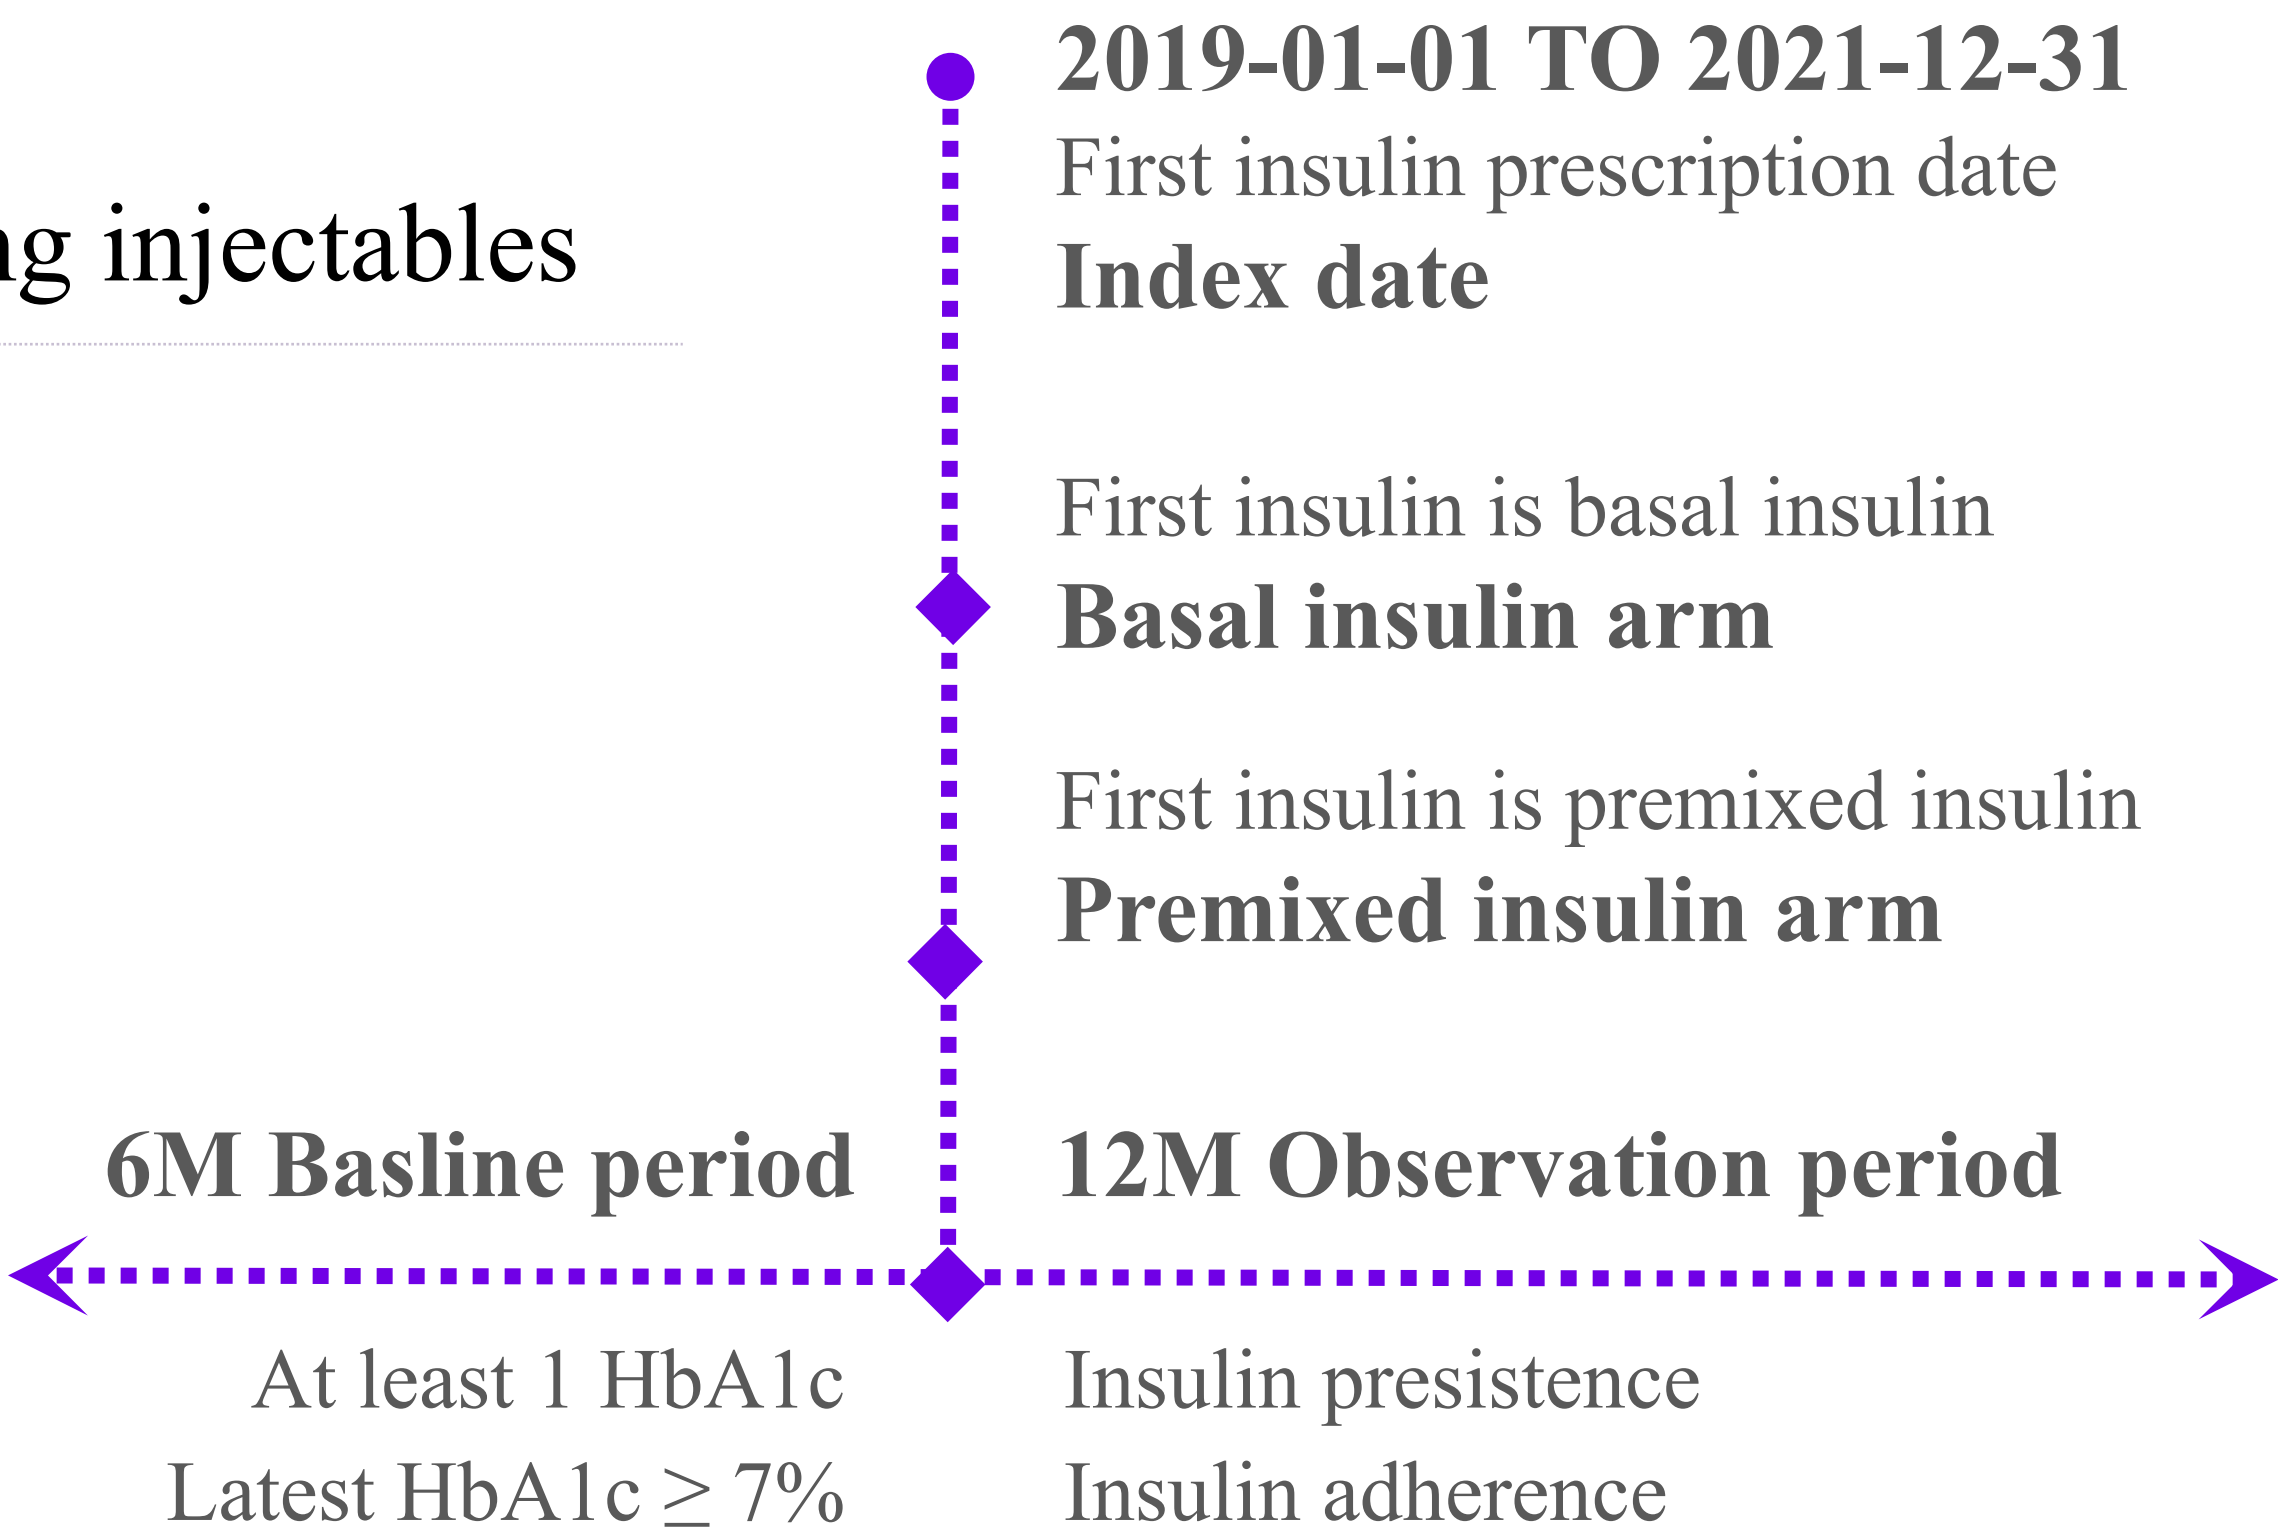 2019-01-01 TO 2021-12-31
First insulin prescription date
injectables
Index date
First insulin is basal insulin
Basal insulin arm
First insulin is premixed insulin
Premixed insulin arm
6M Basline period
12M Observation period
At least 1 HbA1c
Latest HbA1c ≥ 7%
Insulin presistence
Insulin adherence